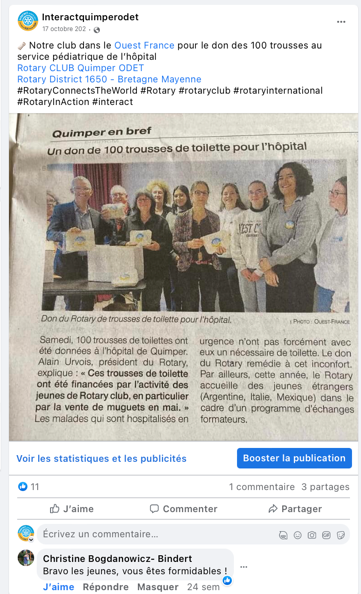 Interactquimperodet
17 octobre 202 ·
Notre club dans le Ouest France pour le don des 100 trousses au
service pédiatrique de l'hôpital
Rotary CLUB Quimper ODET
Rotary District 1650 - Bretagne Mayenne
#RotaryConnectsTheWorld #Rotary #rotaryclub #rotaryinternational
#RotaryInAction #interact
Quimper en bref
Un don de 100 trousses de toilette pour l'hôpital
Don du Rotary de trousses de toilette pour l'hôpital.
| PHOTO : OUEST-FRANCE
Samedi, 100 trousses de toilettes ont
été données à l'hôpital de Quimper.
Alain Urvois, président du Rotary,
explique : « Ces trousses de toilette
ont été financées par l'activité des
jeunes de Rotary club, en particulier
par la vente de muguets en mai. »
Les malades qui sont hospitalisés en
urgence n'ont pas forcément avec
eux un nécessaire de toilette. Le don
du Rotary remédie à cet inconfort.
Par ailleurs, cette année, le Rotary
accueille des jeunes étrangers
(Argentine, Italie, Mexique) dans le
cadre d'un programme d'échanges
formateurs.
Voir les statistiques et les publicités
Booster la publication
11
1 commentaire 3 partages
J'aime
Commenter
Partager
Écrivez un commentaire...
Christine Bogdanowicz- Bindert
Bravo les jeunes, vous êtes formidables !
J'aime Répondre Masquer 24 sem